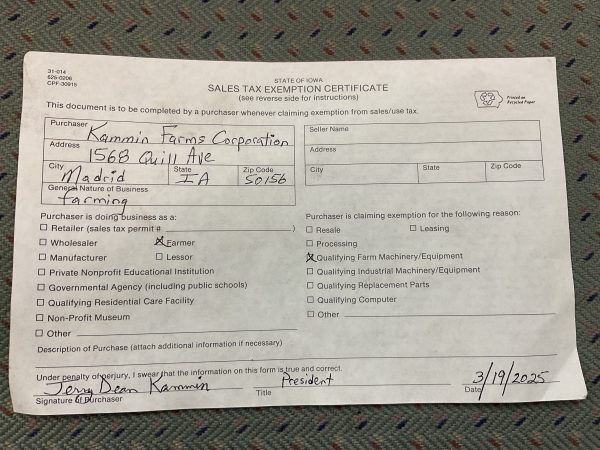 31-014
625-0206
CPF-30915
STATE OF IOWA
SALES TAX EXEMPTION CERTIFICATE
(see reverse side for instructions)
Printed on
Recycled Paper
This document is to be completed by a purchaser whenever claiming exemption from sales/use tax.
Purchaser Kammin Farms Corporation
Address 1568 Quill Ave
City Madrid State IA Zip Code 50156
General Nature of Business
farming
Seller Name
Address
City State Zip Code
Purchaser is doing business as a:
☐ Retailer (sales tax permit # )
☐ Wholesaler ☒ Farmer
☐ Manufacturer ☐ Lessor
☐ Private Nonprofit Educational Institution
☐ Governmental Agency (including public schools)
☐ Qualifying Residential Care Facility
☐ Non-Profit Museum
☐ Other
Purchaser is claiming exemption for the following reason:
☐ Resale ☐ Leasing
☐ Processing
☒ Qualifying Farm Machinery/Equipment
☐ Qualifying Industrial Machinery/Equipment
☐ Qualifying Replacement Parts
☐ Qualifying Computer
☐ Other
Description of Purchase (attach additional information if necessary)
Under penalty of perjury, I swear that the information on this form is true and correct.
Jerry Dean Kammin President 3/19/2025
Signature of Purchaser Title Date